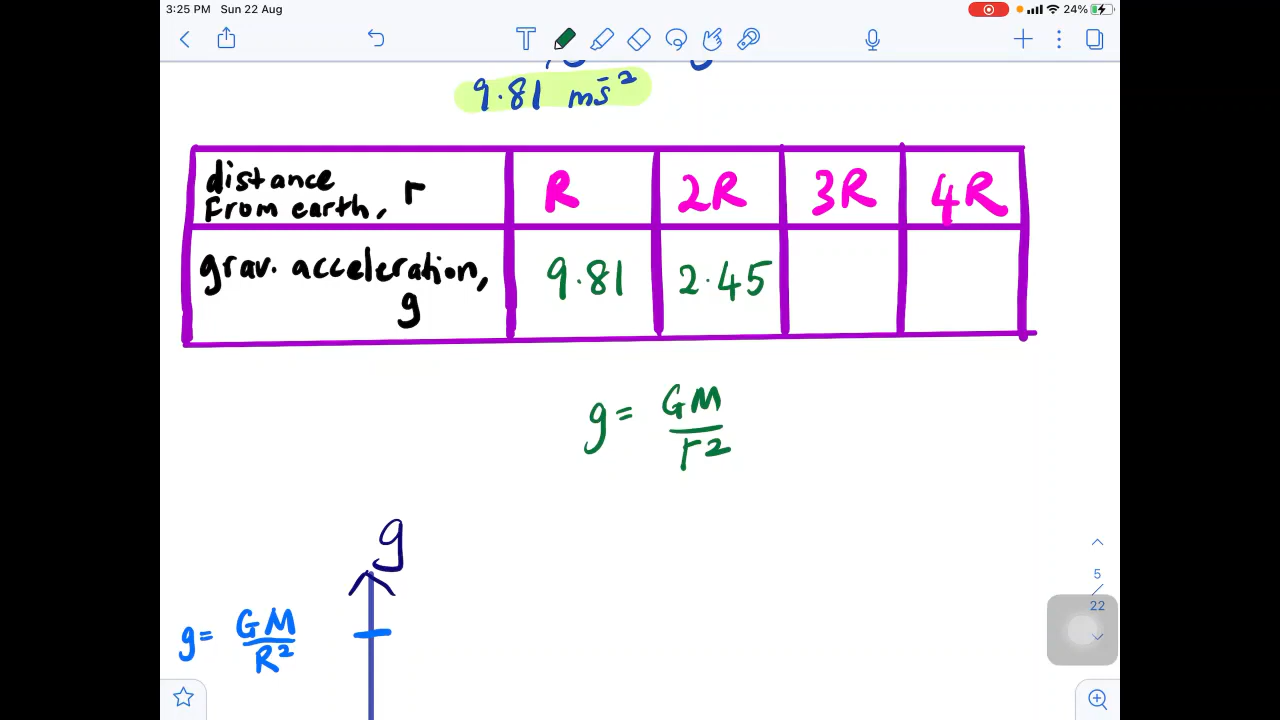 3:25 PM Sun 22 Aug 24%
9.81 ms⁻²
distance From earth, r R 2R 3R 4R
grav. acceleration, g 9.81 2.45
g = GM/r²
g
g = GM/R²
5/22